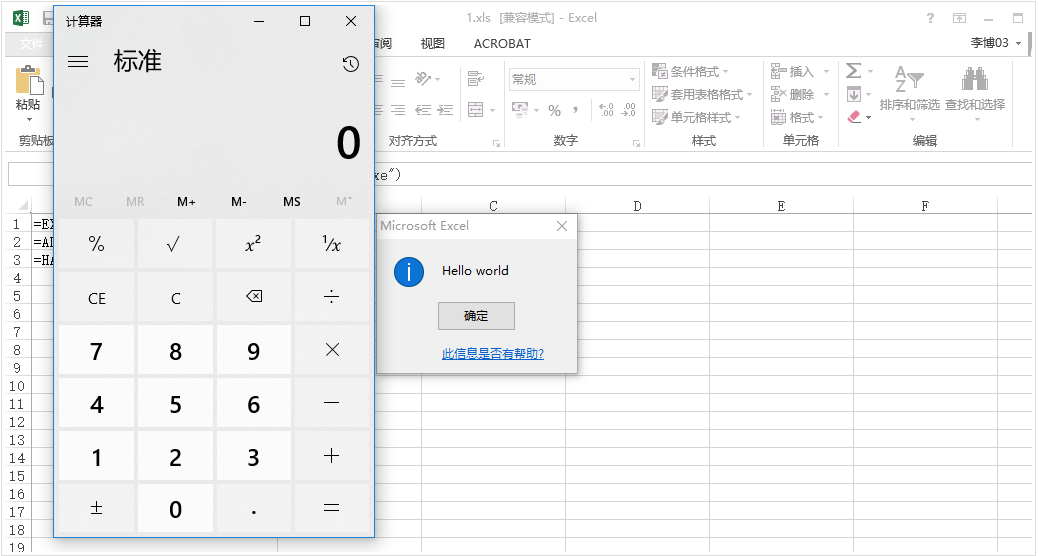 计算器
1.xls [兼容模式] - Excel
?
文件
审阅 视图 ACROBAT
李博03
标准
粘贴
常规
% ,
条件格式
套用表格格式
单元格样式
插入
删除
格式
排序和筛选 查找和选择
剪贴板
对齐方式
数字
样式
单元格
编辑
0
xe")
MC MR M+ M- MS M˅
C D E F
% √ x² ¹/x
CE C ÷
7 8 9 ×
4 5 6 −
1 2 3 +
± 0 . =
Microsoft Excel
Hello world
确定
此信息是否有帮助?
1 =EX
2 =AL
3 =HA
4
5
6
7
8
9
10
11
12
13
14
15
16
17
18
19